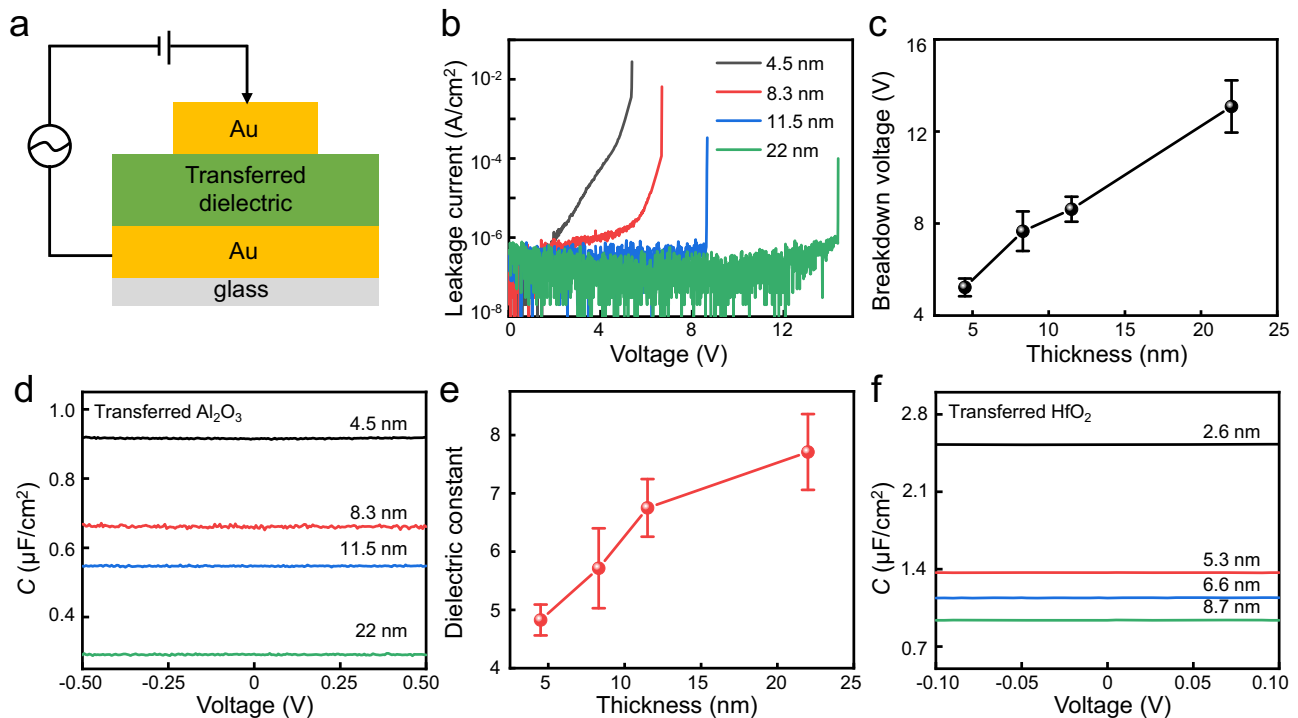 a
Au
Transferred
dielectric
Au
glass
b
Leakage current (A/cm²)
10⁻²
10⁻⁴
10⁻⁶
10⁻⁸
4.5 nm
8.3 nm
11.5 nm
22 nm
0
4
8
12
Voltage (V)
c
Breakdown voltage (V)
16
12
8
4
5
10
15
20
25
Thickness (nm)
d
Transferred Al₂O₃
C (μF/cm²)
1.0
0.8
0.6
0.4
4.5 nm
8.3 nm
11.5 nm
22 nm
-0.50
-0.25
0
0.25
0.50
Voltage (V)
e
Dielectric constant
8
7
6
5
4
5
10
15
20
25
Thickness (nm)
f
Transferred HfO₂
C (μF/cm²)
2.8
2.1
1.4
0.7
2.6 nm
5.3 nm
6.6 nm
8.7 nm
-0.10
-0.05
0
0.05
0.10
Voltage (V)